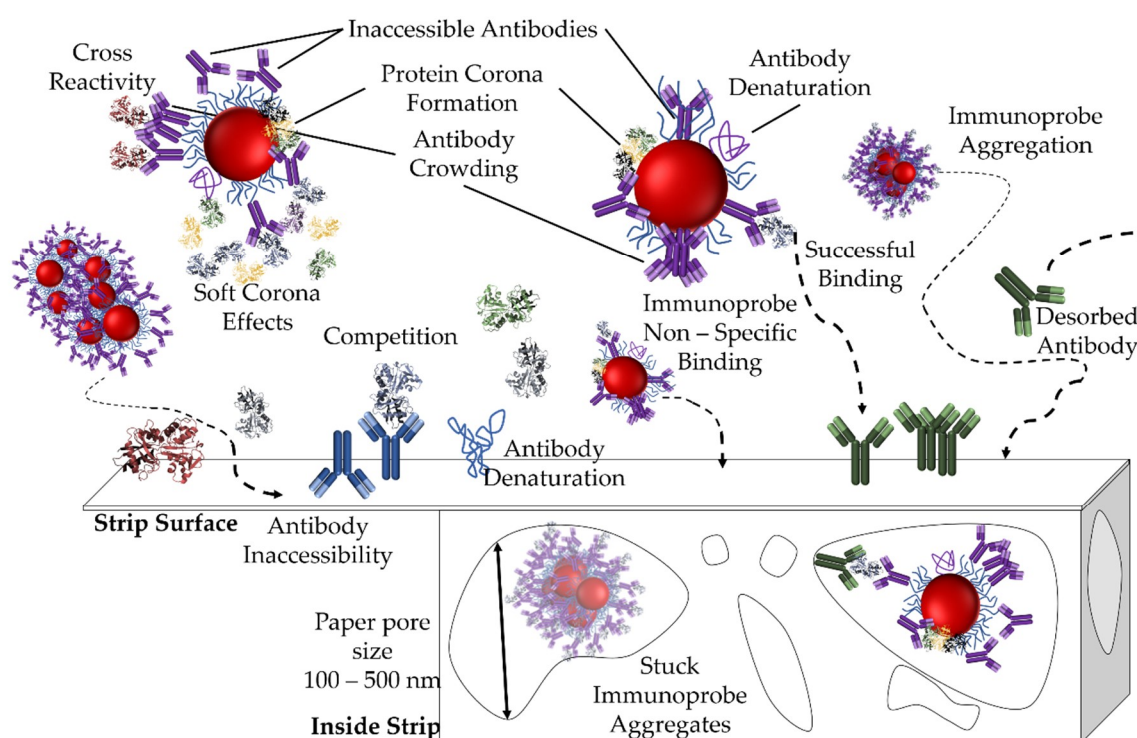 Inaccessible Antibodies
Cross
Reactivity
Protein Corona
Formation
Antibody
Denaturation
Antibody
Crowding
Immunoprobe
Aggregation
Soft Corona
Effects
Successful
Binding
Immunoprobe
Non – Specific
Binding
Desorbed
Antibody
Competition
Antibody
Denaturation
Strip Surface
Antibody
Inaccessibility
Paper pore
size
100 – 500 nm
Stuck
Immunoprobe
Aggregates
Inside Strip